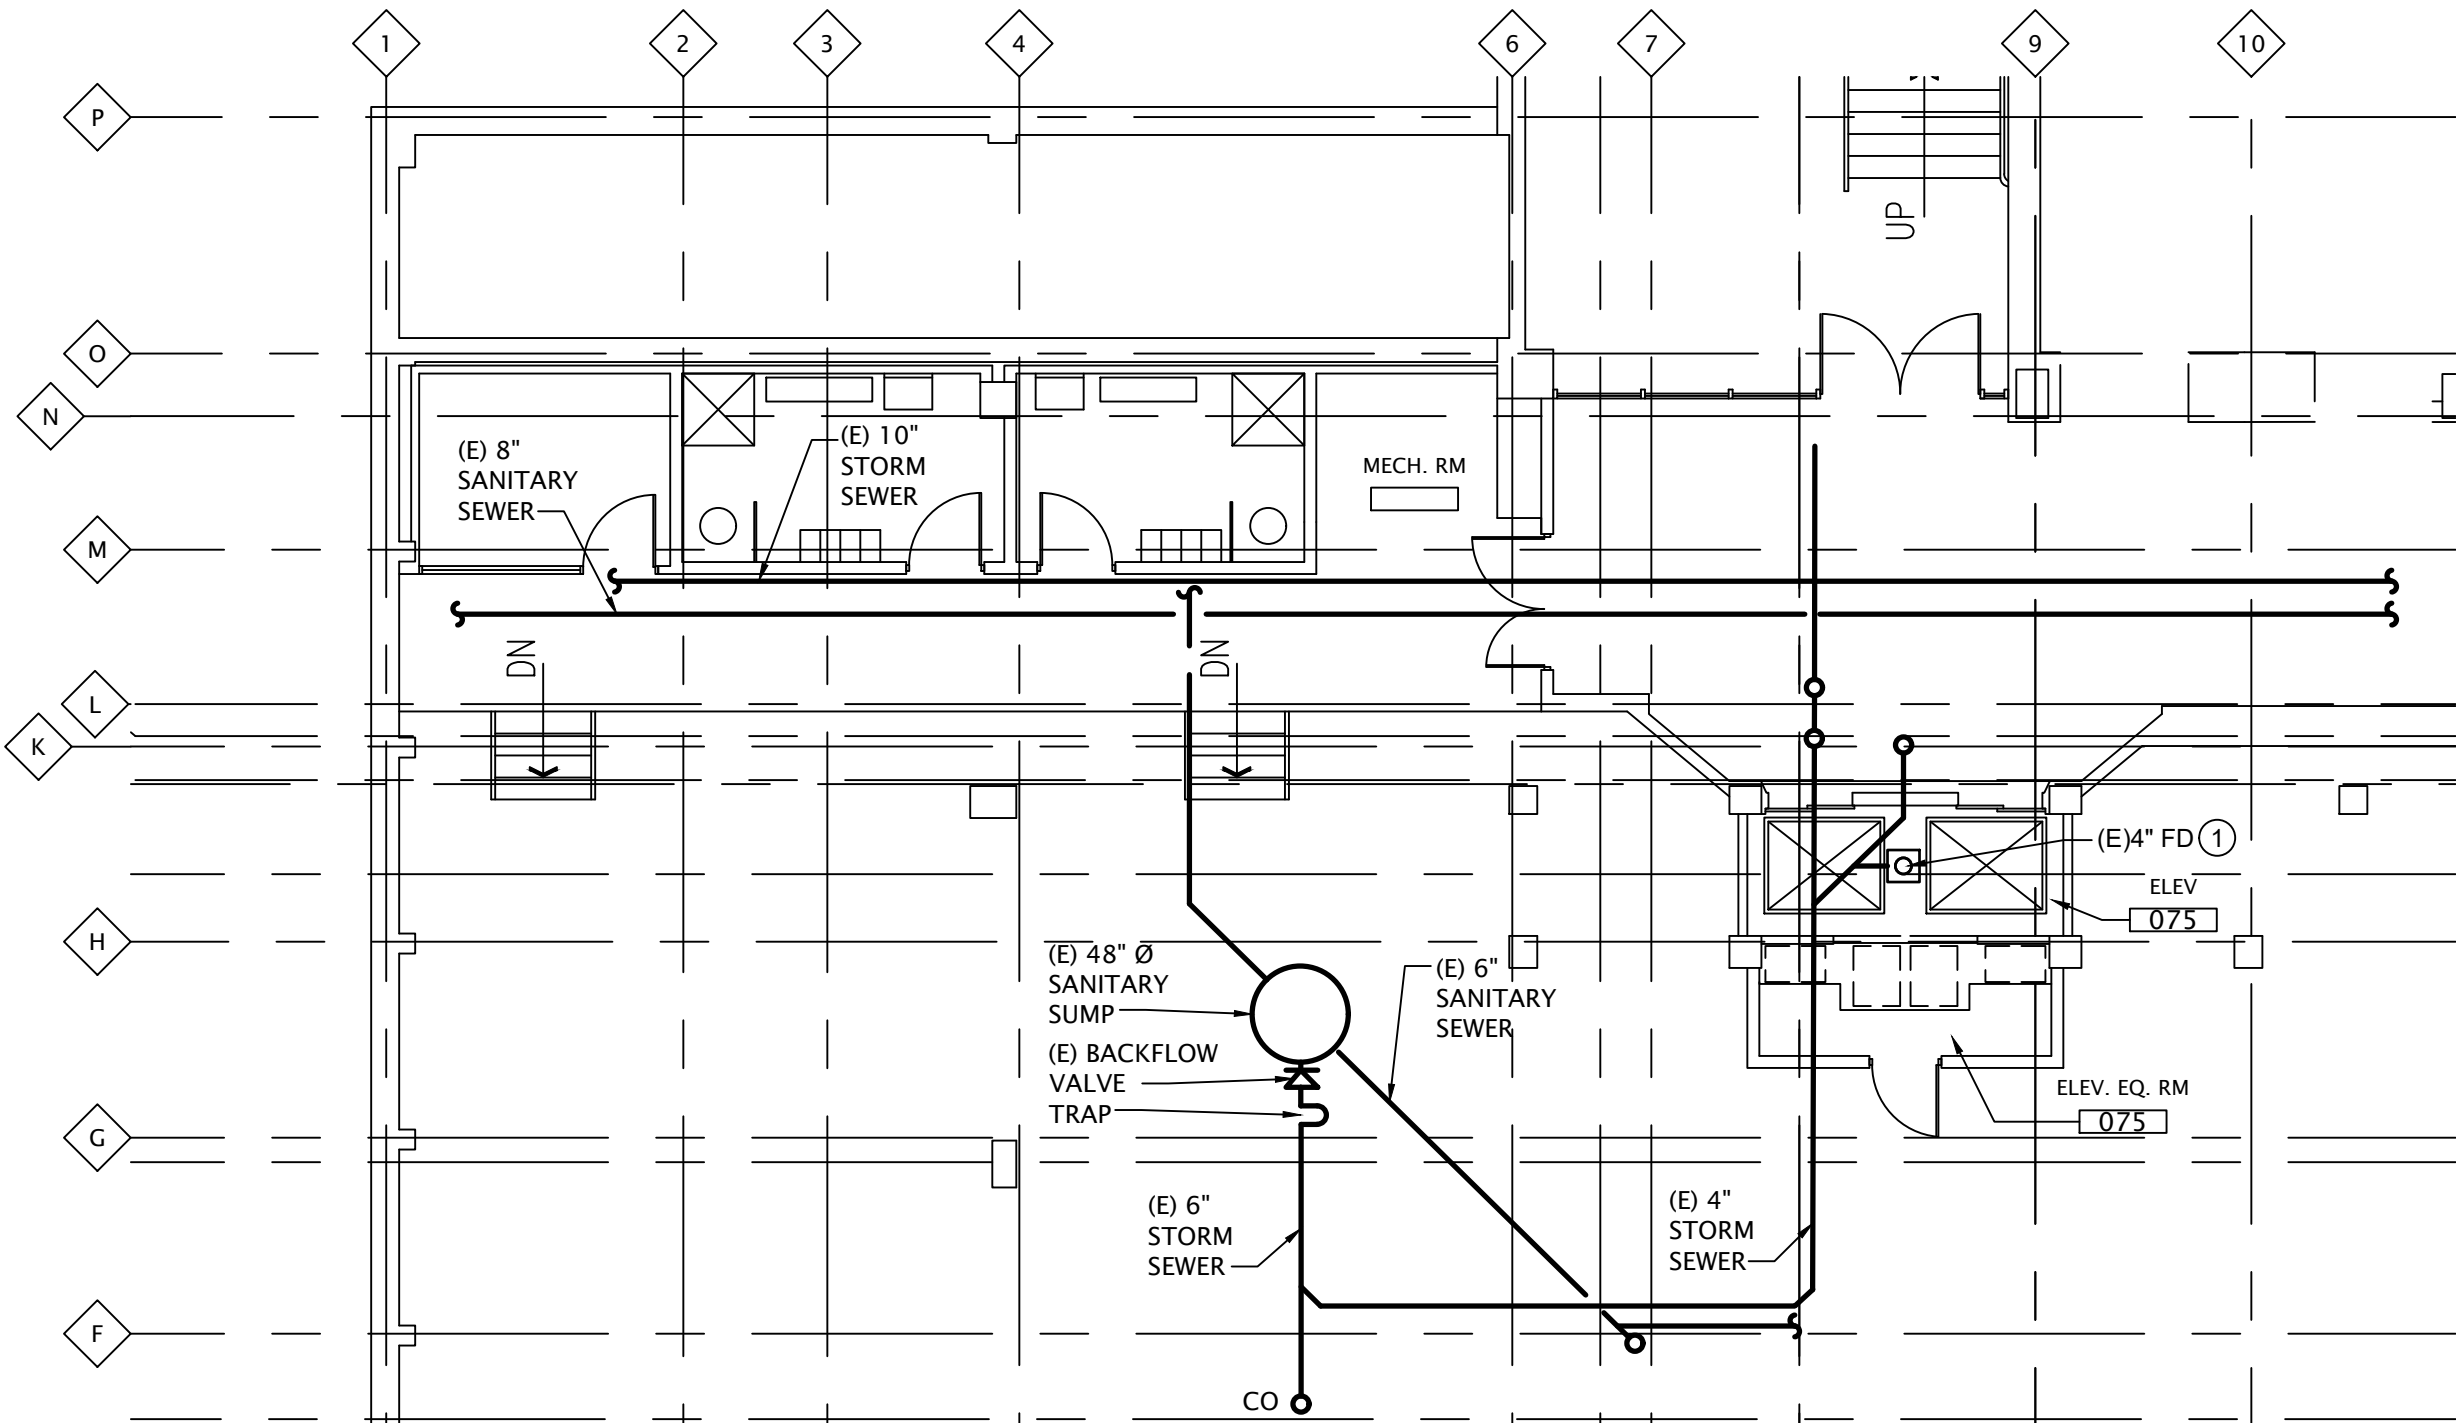 1
2
3
4
6
7
9
10
P
O
N
M
L
K
H
G
F
UP
(E) 8"
SANITARY
SEWER
(E) 10"
STORM
SEWER
MECH. RM
DN
DN
(E)4" FD 1
ELEV
075
(E) 48" Ø
SANITARY
SUMP
(E) BACKFLOW
VALVE
TRAP
(E) 6"
SANITARY
SEWER
ELEV. EQ. RM
075
(E) 6"
STORM
SEWER
(E) 4"
STORM
SEWER
CO